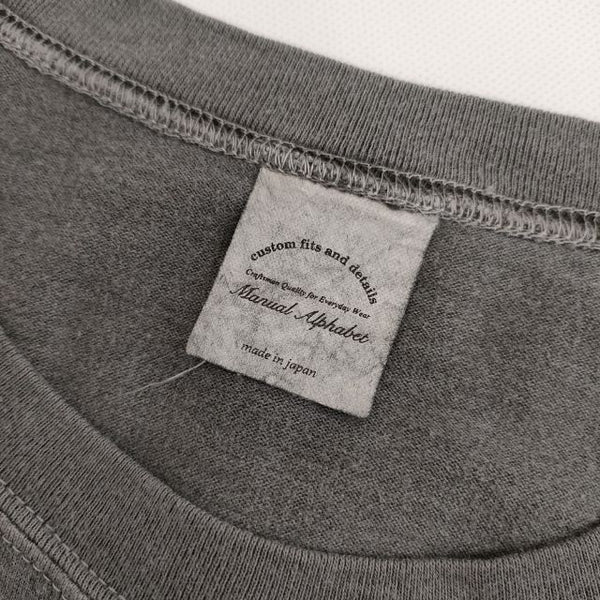 custom fits and details
Craftsman Quality for Everyday Wear
Manual Alphabet
made in japan